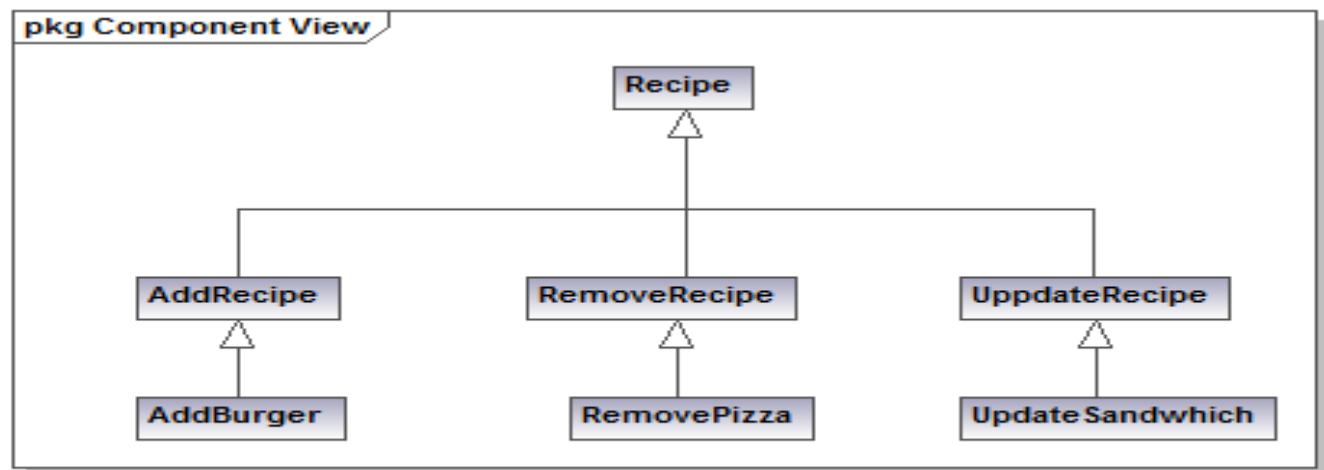 pkg Component View
Recipe
AddRecipe
RemoveRecipe
UppdateRecipe
AddBurger
RemovePizza
UpdateSandwhich